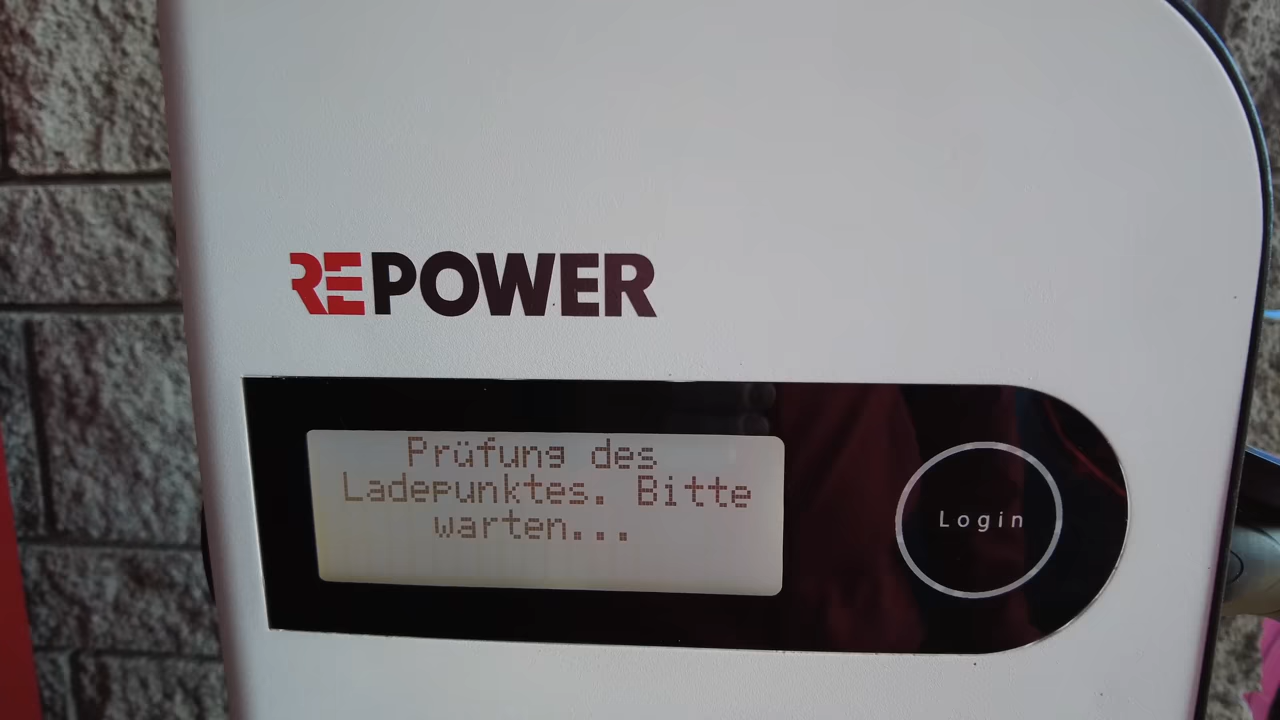 REPOWER
Prüfung des
Ladepunktes. Bitte
warten...
Login